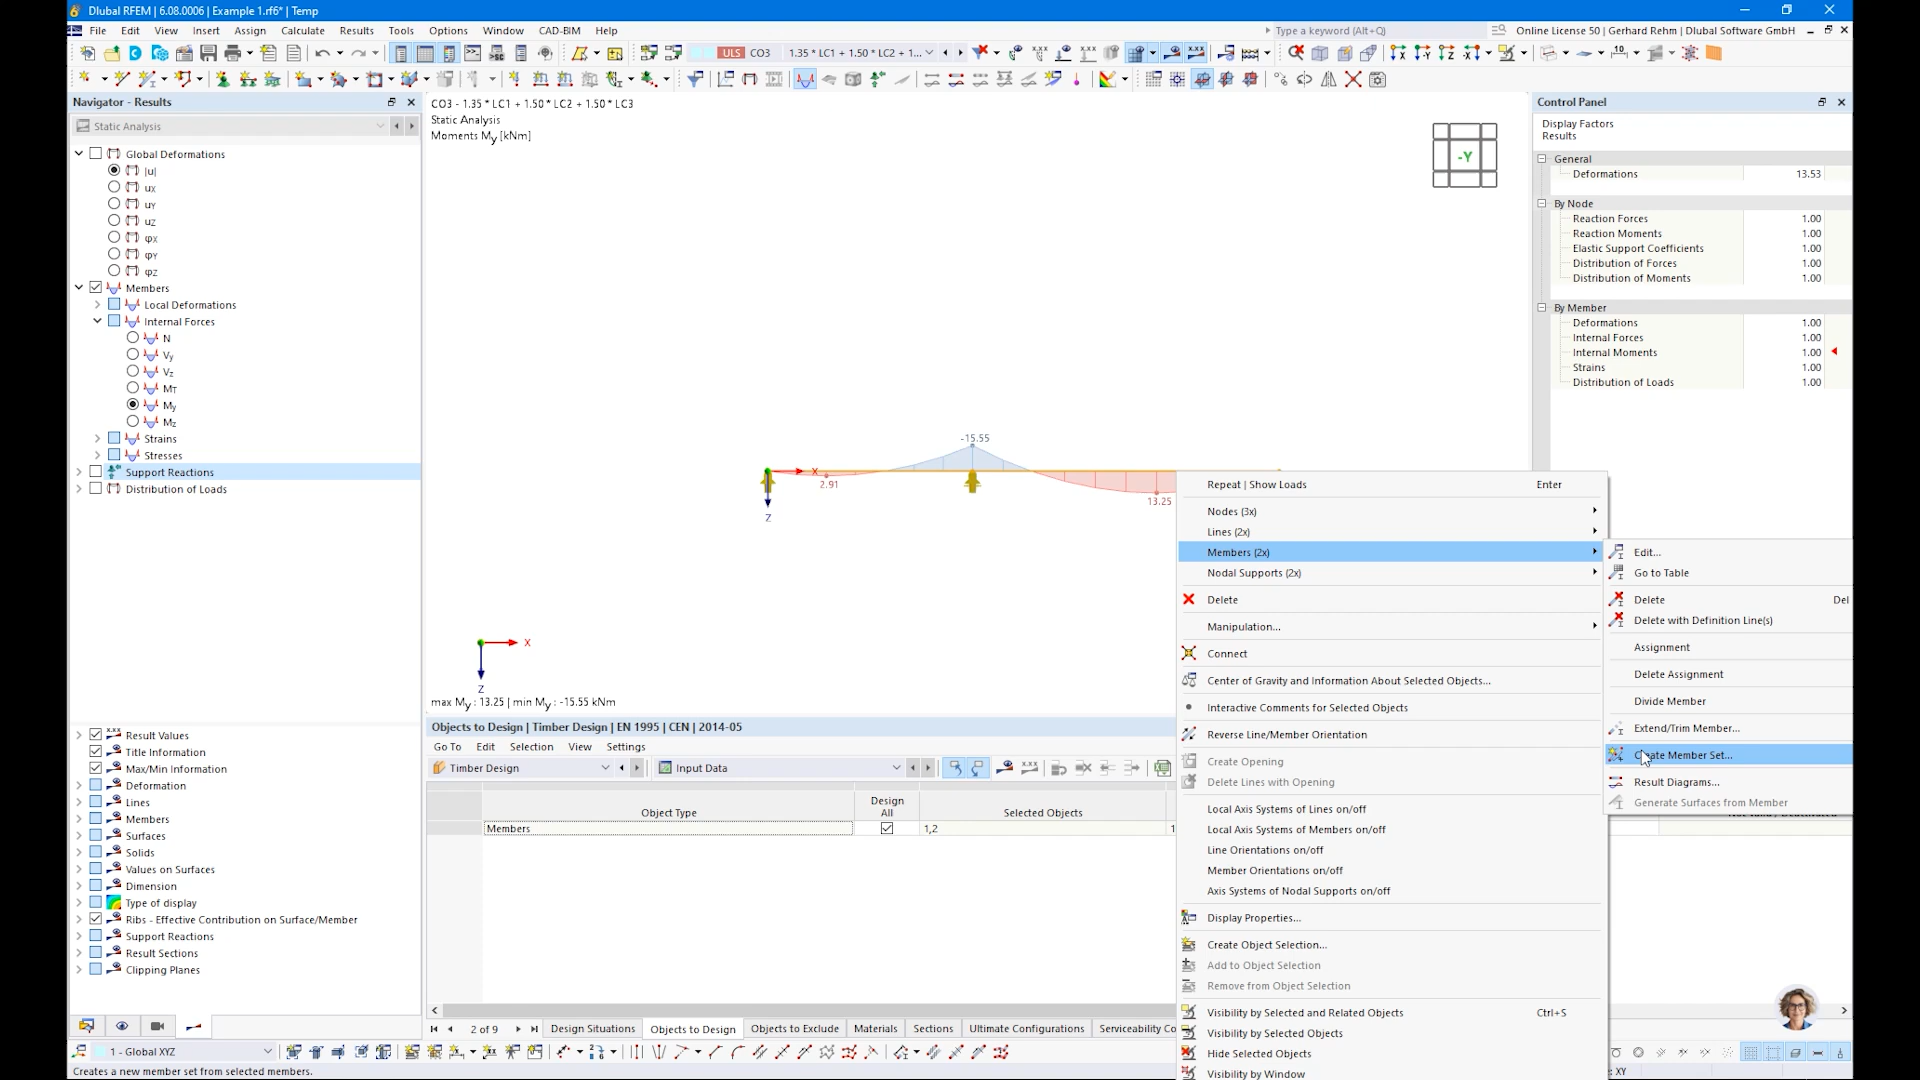 Dlubal RFEM | 6.08.0006 | Example 1.rf6* | Temp
File Edit View Insert Assign Calculate Results Tools Options Window CAD-BIM Help
Type a keyword (Alt+Q)
Online License 50 | Gerhard Rehm | Dlubal Software GmbH
ULS CO3 1.35 * LC1 + 1.50 * LC2 + 1...
Navigator - Results
Static Analysis
Global Deformations
|u|
uX
uY
uZ
φX
φY
φZ
Members
Local Deformations
Internal Forces
N
Vy
Vz
MT
My
Mz
Strains
Stresses
Support Reactions
Distribution of Loads
Result Values
Title Information
Max/Min Information
Deformation
Lines
Members
Surfaces
Solids
Values on Surfaces
Dimension
Type of display
Ribs - Effective Contribution on Surface/Member
Support Reactions
Result Sections
Clipping Planes
CO3 - 1.35 * LC1 + 1.50 * LC2 + 1.50 * LC3
Static Analysis
Moments My [kNm]
-Y
-15.55
X
2.91
13.25
Z
X
Z
max My : 13.25 | min My : -15.55 kNm
Control Panel
Display Factors
Results
General
Deformations 13.53
By Node
Reaction Forces 1.00
Reaction Moments 1.00
Elastic Support Coefficients 1.00
Distribution of Forces 1.00
Distribution of Moments 1.00
By Member
Deformations 1.00
Internal Forces 1.00
Internal Moments 1.00
Strains 1.00
Distribution of Loads 1.00
Repeat | Show Loads Enter
Nodes (3x)
Lines (2x)
Members (2x)
Nodal Supports (2x)
Delete
Manipulation...
Connect
Center of Gravity and Information About Selected Objects...
Interactive Comments for Selected Objects
Reverse Line/Member Orientation
Create Opening
Delete Lines with Opening
Local Axis Systems of Lines on/off
Local Axis Systems of Members on/off
Line Orientations on/off
Member Orientations on/off
Axis Systems of Nodal Supports on/off
Display Properties...
Create Object Selection...
Add to Object Selection
Remove from Object Selection
Visibility by Selected and Related Objects Ctrl+S
Visibility by Selected Objects
Hide Selected Objects
Visibility by Window
Edit...
Go to Table
Delete Del
Delete with Definition Line(s)
Assignment
Delete Assignment
Divide Member
Extend/Trim Member...
Create Member Set...
Result Diagrams...
Generate Surfaces from Member
Not Valid / Deactivated
Objects to Design | Timber Design | EN 1995 | CEN | 2014-05
Go To Edit Selection View Settings
Timber Design
Input Data
Object Type
Design
All
Selected Objects
Members 1,2 1
2 of 9
Design Situations Objects to Design Objects to Exclude Materials Sections Ultimate Configurations Serviceability Co
1 - Global XYZ
Creates a new member set from selected members.
: XY